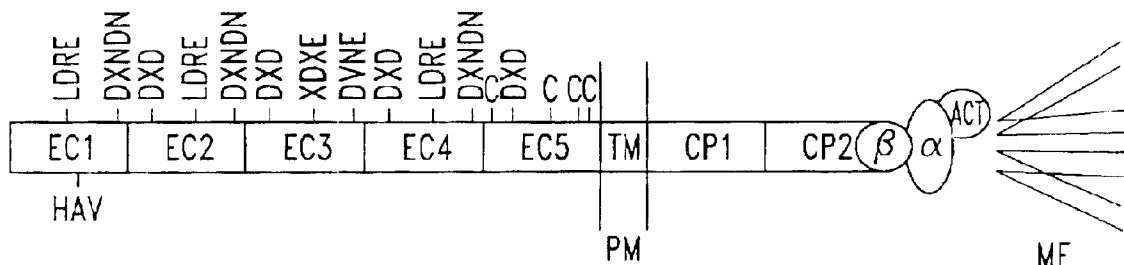 LDRE DXNDN DXD LDRE DXNDN DXD XDXE DVNE DXD LDRE DXNDN C DXD C C C
EC1 EC2 EC3 EC4 EC5 TM CP1 CP2 β α ACT
HAV
PM
MF